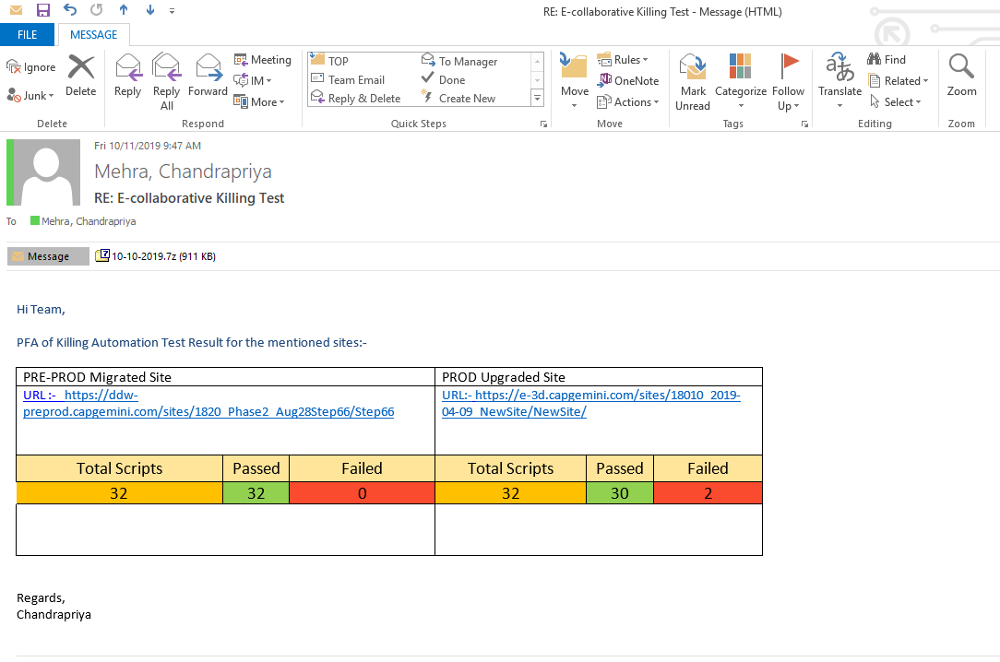 RE: E-collaborative Killing Test - Message (HTML)
FILE
MESSAGE
Ignore
Junk
Delete
Delete
Reply
Reply All
Forward
Meeting
IM
More
Respond
TOP
Team Email
Reply & Delete
To Manager
Done
Create New
Quick Steps
Move
Rules
OneNote
Actions
Move
Mark Unread
Categorize
Follow Up
Tags
Translate
Find
Related
Select
Editing
Zoom
Zoom
Fri 10/11/2019 9:47 AM
Mehra, Chandrapriya
RE: E-collaborative Killing Test
To Mehra, Chandrapriya
Message 10-10-2019.7z (911 KB)
Hi Team,
PFA of Killing Automation Test Result for the mentioned sites:-
PRE-PROD Migrated Site
URL :- https://ddw-
preprod.capgemini.com/sites/1820_Phase2_Aug28Step66/Step66
PROD Upgraded Site
URL:- https://e-3d.capgemini.com/sites/18010_2019-
04-09_NewSite/NewSite/
Total Scripts Passed Failed Total Scripts Passed Failed
32 32 0 32 30 2
Regards,
Chandrapriya